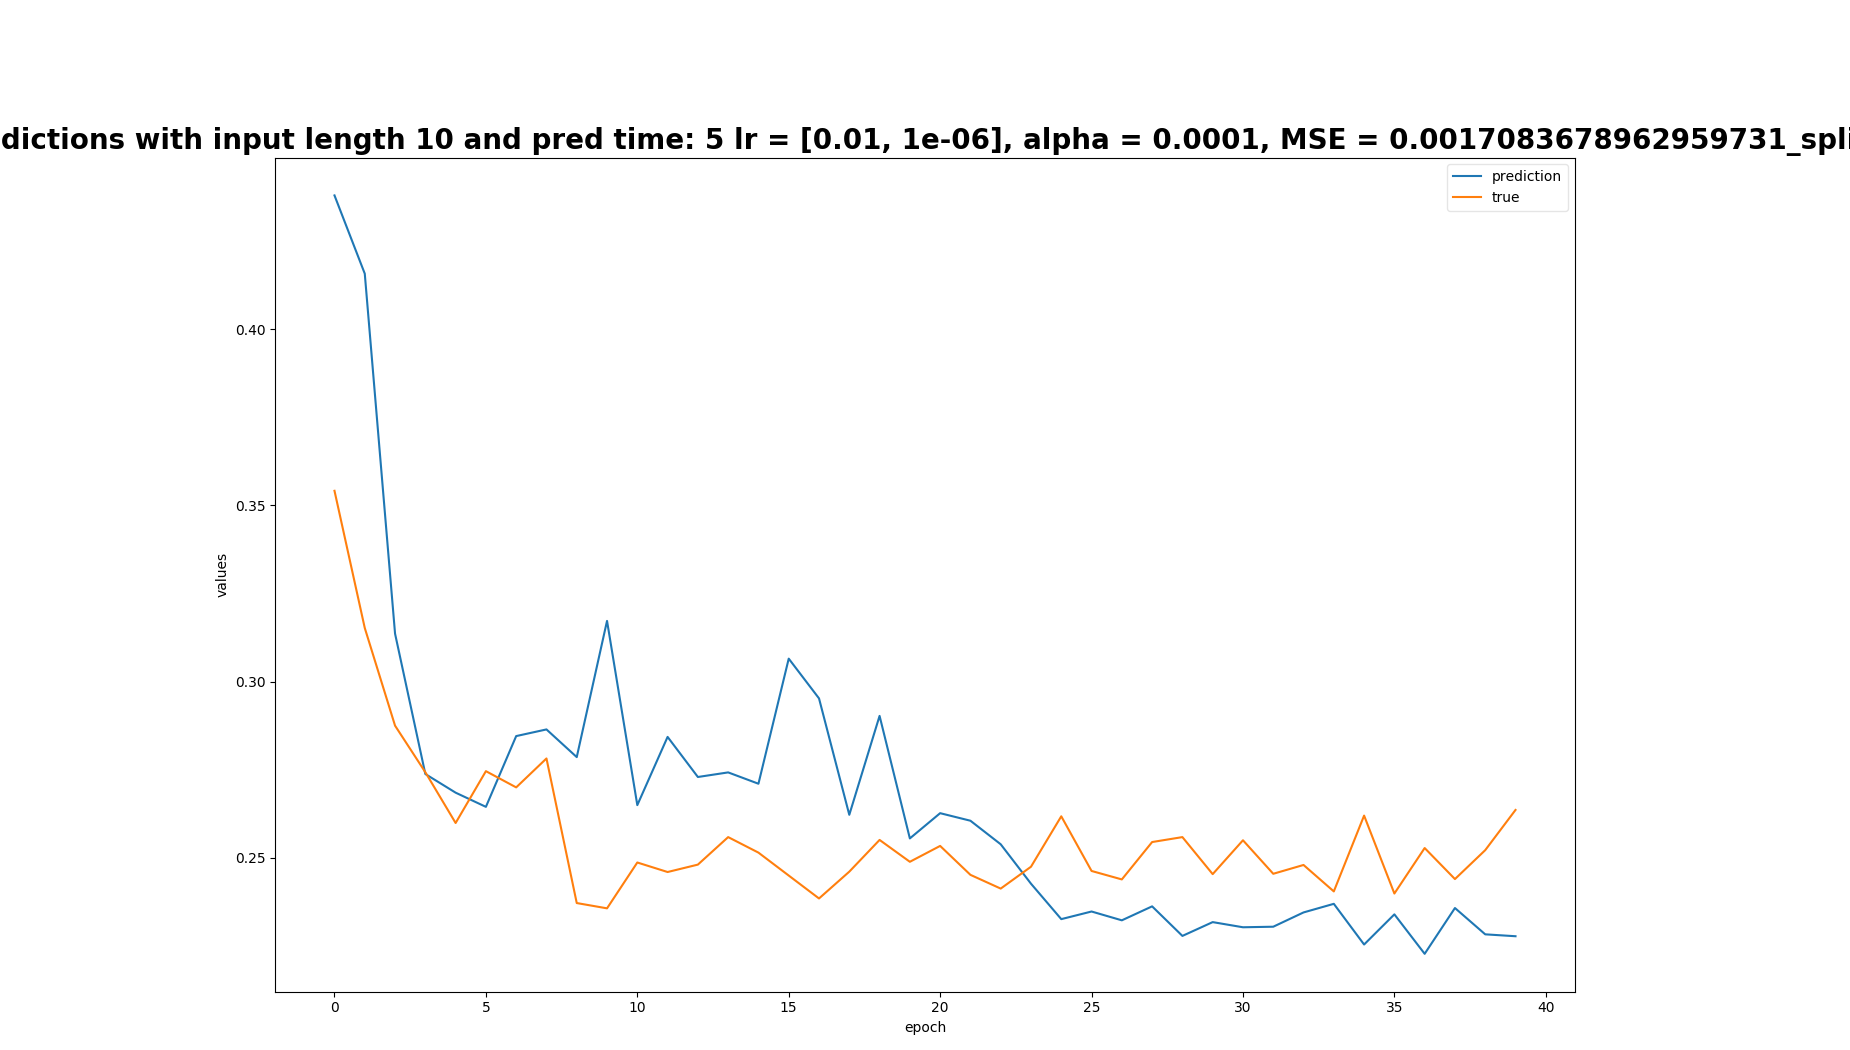 dictions with input length 10 and pred time: 5 lr = [0.01, 1e-06], alpha = 0.0001, MSE = 0.0017083678962959731_spli
prediction
true
0.40
0.35
values
0.30
0.25
0 5 10 15 20 25 30 35 40
epoch